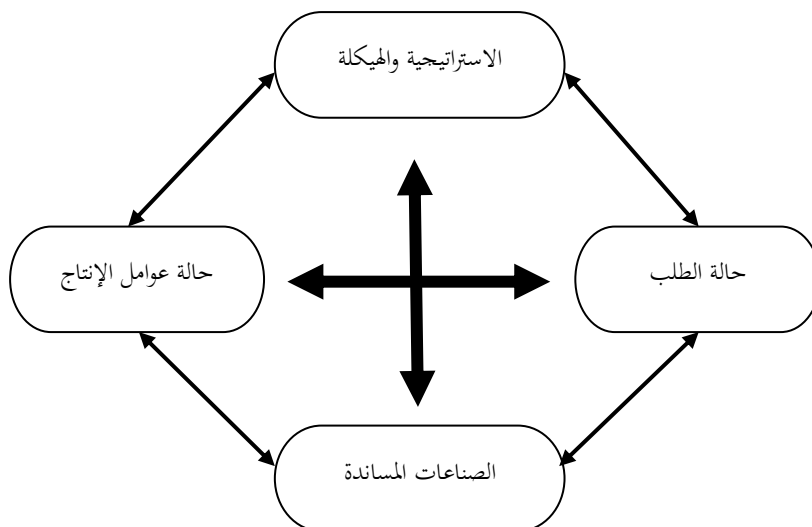 الاستراتيجية والهيكلة
حالة الطلب
حالة عوامل الإنتاج
الصناعات المساندة